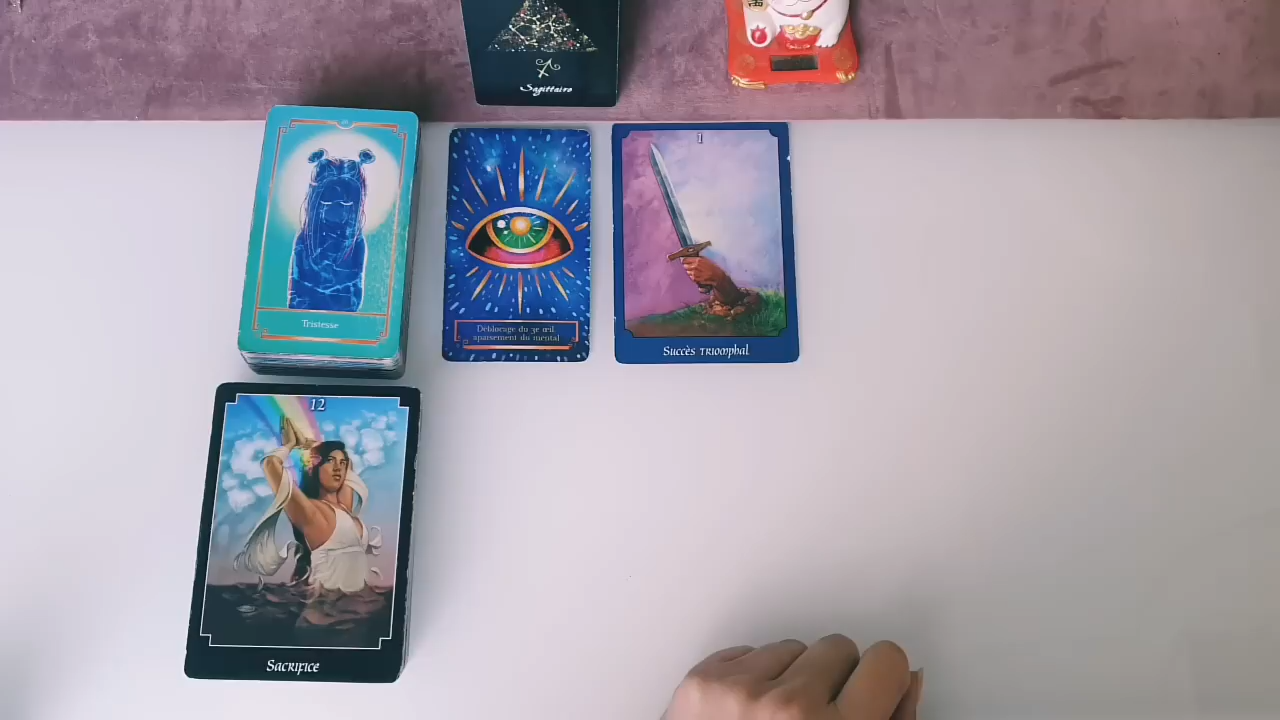 Sagittaire
Tristesse
Déblocage du 3e œil
apaisement du mental
1
Succès triomphal
12
Sacrifice